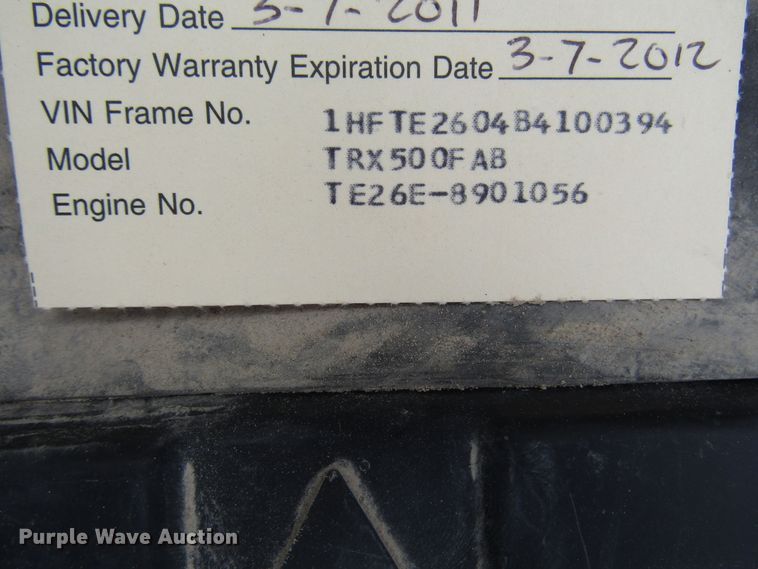 Delivery Date 3-7-2011
Factory Warranty Expiration Date 3-7-2012
VIN Frame No. 1HFTE2604B4100394
Model TRX500FAB
Engine No. TE26E-8901056
Purple Wave Auction®